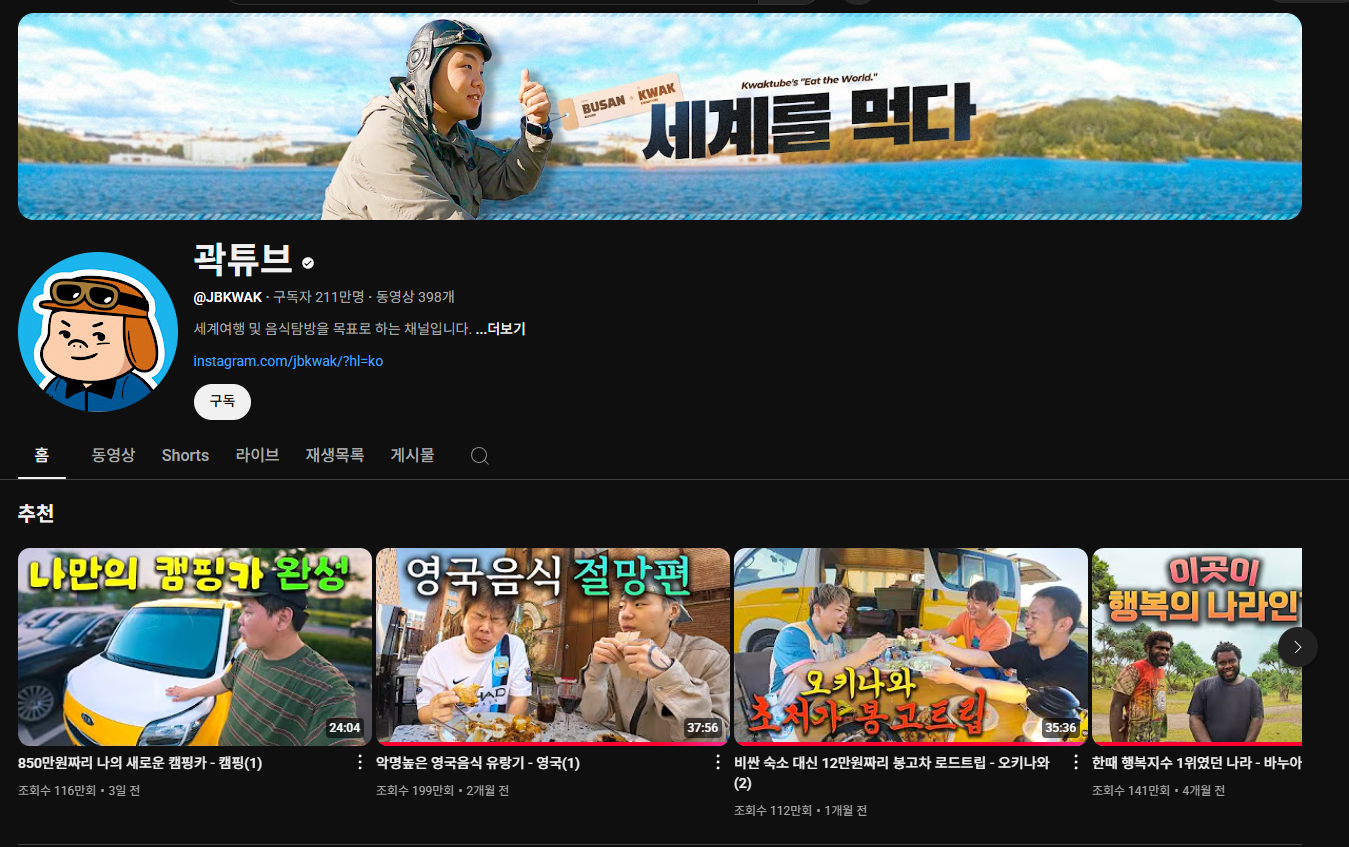 Kwaktube's "Eat the World."
BUSAN KWAK
세계를 먹다
곽튜브
@JBKWAK · 구독자 211만명 · 동영상 398개
세계여행 및 음식탐방을 목표로 하는 채널입니다. ...더보기
instagram.com/jbkwak/?hl=ko
구독
홈 동영상 Shorts 라이브 재생목록 게시물
추천
나만의 캠핑카 완성
24:04
850만원짜리 나의 새로운 캠핑카 - 캠핑(1)
조회수 116만회 • 3일 전
영국음식 절망편
37:56
악명높은 영국음식 유랑기 - 영국(1)
조회수 199만회 • 2개월 전
오키나와
초저가 봉고트립
35:36
비싼 숙소 대신 12만원짜리 봉고차 로드트립 - 오키나와
(2)
조회수 112만회 • 1개월 전
이곳이
행복의 나라인
한때 행복지수 1위였던 나라 - 바누아
조회수 141만회 • 4개월 전